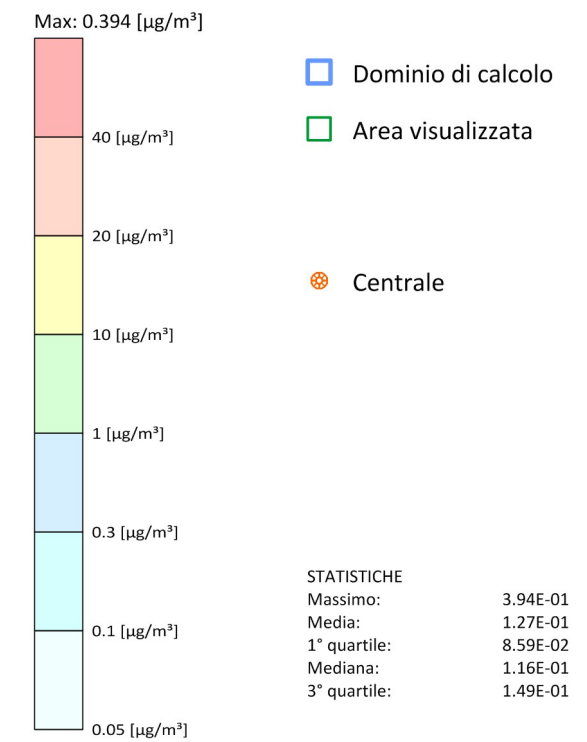 Max: 0.394 [µg/m³]
40 [µg/m³]
20 [µg/m³]
10 [µg/m³]
1 [µg/m³]
0.3 [µg/m³]
0.1 [µg/m³]
0.05 [µg/m³]
Dominio di calcolo
Area visualizzata
Centrale
STATISTICHE
Massimo: 3.94E-01
Media: 1.27E-01
1° quartile: 8.59E-02
Mediana: 1.16E-01
3° quartile: 1.49E-01